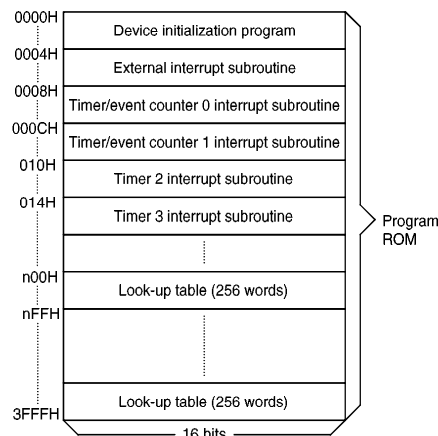 0000H
Device initialization program
0004H
External interrupt subroutine
0008H
Timer/event counter 0 interrupt subroutine
000CH
Timer/event counter 1 interrupt subroutine
010H
Timer 2 interrupt subroutine
014H
Timer 3 interrupt subroutine
Program
ROM
n00H
Look-up table (256 words)
nFFH
Look-up table (256 words)
3FFFH
16 bits